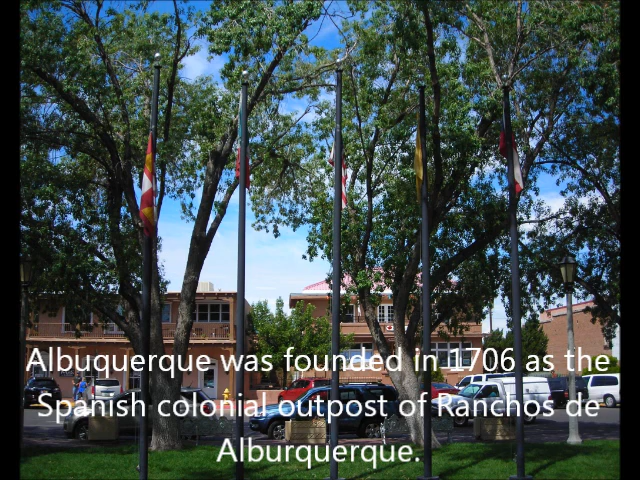 Albuquerque was founded in 1706 as the
Spanish colonial outpost of Ranchos de
Alburquerque.